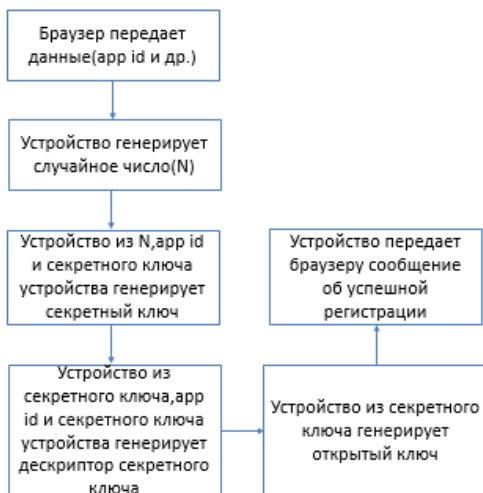 Браузер передает
данные(app id и др.)
Устройство генерирует
случайное число(N)
Устройство из N,app id
и секретного ключа
устройства генерирует
секретный ключ
Устройство из
секретного ключа,app
id и секретного ключа
устройства генерирует
дескриптор секретного
ключа
Устройство из секретного
ключа генерирует
открытый ключ
Устройство передает
браузеру сообщение
об успешной
регистрации